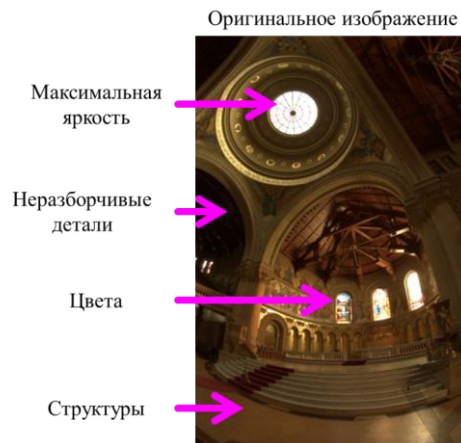 Оригинальное изображение
Максимальная
яркость
Неразборчивые
детали
Цвета
Структуры